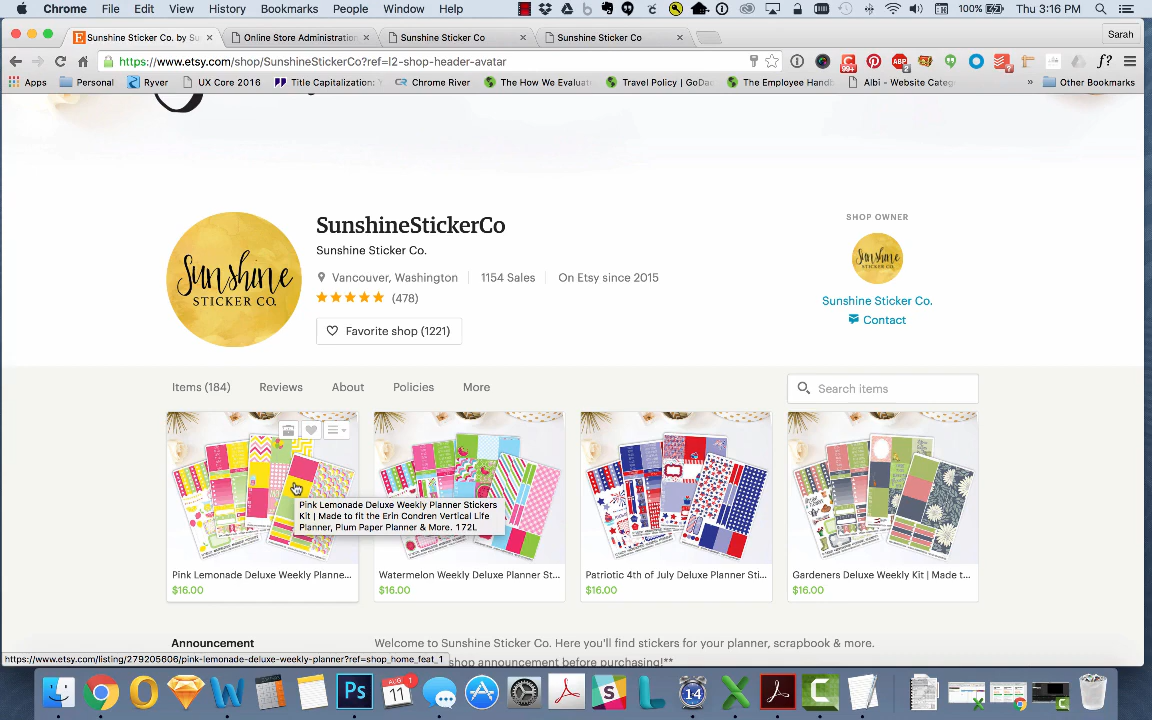 Chrome File Edit View History Bookmarks People Window Help 100% Thu 3:16 PM
Sunshine Sticker Co. by Su × Online Store Administration × Sunshine Sticker Co × Sunshine Sticker Co × Sarah
https://www.etsy.com/shop/SunshineStickerCo?ref=l2-shop-header-avatar
Apps Personal Ryver UX Core 2016 Title Capitalization: Chrome River The How We Evaluat Travel Policy | GoDa The Employee Hand Albi - Website Categ » Other Bookmarks
Sunshine
STICKER CO.
SunshineStickerCo
Sunshine Sticker Co.
Vancouver, Washington | 1154 Sales | On Etsy since 2015
(478)
Favorite shop (1221)
SHOP OWNER
Sunshine
STICKER CO.
Sunshine Sticker Co.
Contact
Items (184) Reviews About Policies More
Search items
Pink Lemonade Deluxe Weekly Planner Stickers
Kit | Made to fit the Erin Condren Vertical Life
Planner, Plum Paper Planner & More. 172L
Pink Lemonade Deluxe Weekly Planne...
$16.00
Watermelon Weekly Deluxe Planner St...
$16.00
Patriotic 4th of July Deluxe Planner Sti...
$16.00
Gardeners Deluxe Weekly Kit | Made t...
$16.00
Announcement
Welcome to Sunshine Sticker Co. Here you'll find stickers for your planner, scrapbook & more.
shop announcement before purchasing!**
https://www.etsy.com/listing/279205606/pink-lemonade-deluxe-weekly-planner?ref=shop_home_feat_1
AUG
11
1
14